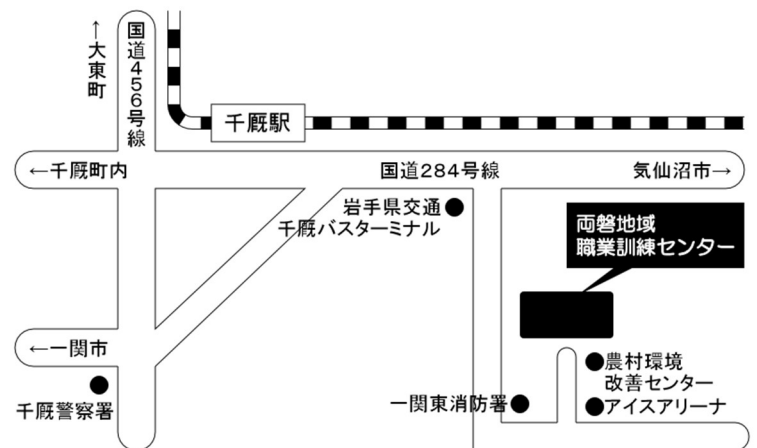 ↑大東町
国道456号線
千厩駅
←千厩町内
国道284号線
気仙沼市→
岩手県交通
千厩バスターミナル
両磐地域
職業訓練センター
←一関市
千厩警察署
農村環境
改善センター
一関東消防署
アイスアリーナ